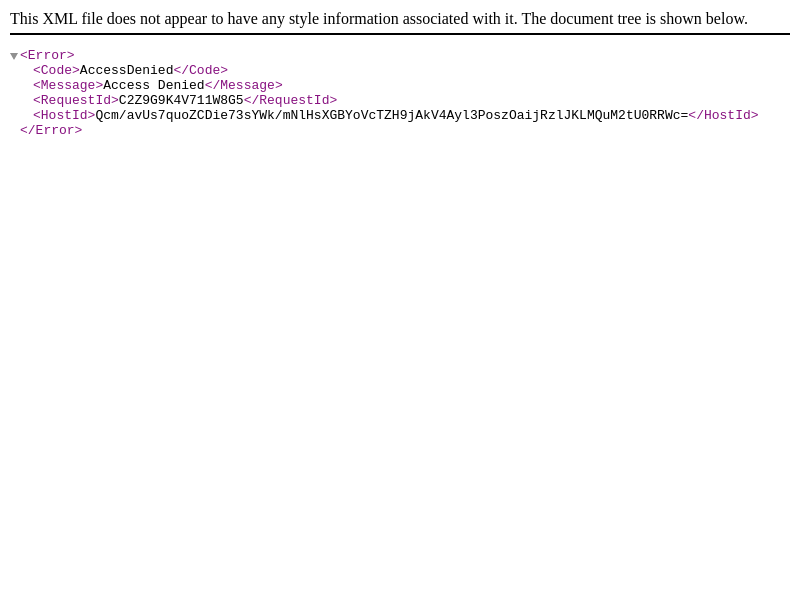 This XML file does not appear to have any style information associated with it. The document tree is shown below.
<Error>
<Code>AccessDenied</Code>
<Message>Access Denied</Message>
<RequestId>C2Z9G9K4V711W8G5</RequestId>
<HostId>Qcm/avUs7quoZCDie73sYWk/mNlHsXGBYoVcTZH9jAkV4Ayl3PoszOaijRzlJKLMQuM2tU0RRWc=</HostId>
</Error>